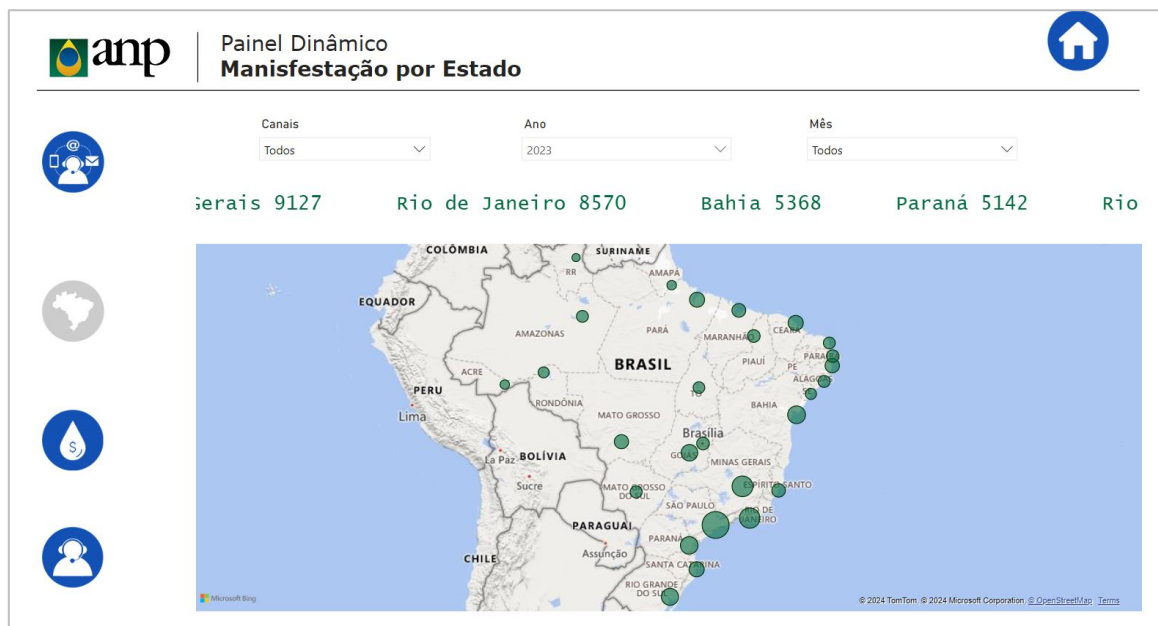 anp
Painel Dinâmico
Manisfestação por Estado
Canais
Ano
Mês
Todos
2023
Todos
Gerais 9127 Rio de Janeiro 8570 Bahia 5368 Paraná 5142 Rio
COLÔMBIA
SURINAME
RR
AMAPÁ
EQUADOR
AMAZONAS
PARÁ
MARANHÃO
CEARÁ
PIAUÍ
PE
BRASIL
ACRE
PERU
RONDÔNIA
ALAGOAS
SE
TO
BAHIA
Lima
MATO GROSSO
Brasília
La Paz
BOLÍVIA
GOIÁS
MINAS GERAIS
Sucre
MATO GROSSO
DO SUL
ESPÍRITO SANTO
SÃO PAULO
RIO DE
JANEIRO
PARAGUAI
PARANÁ
Assunção
CHILE
SANTA CATARINA
RIO GRANDE
DO SUL
Microsoft Bing
© 2024 TomTom, © 2024 Microsoft Corporation, © OpenStreetMap Terms